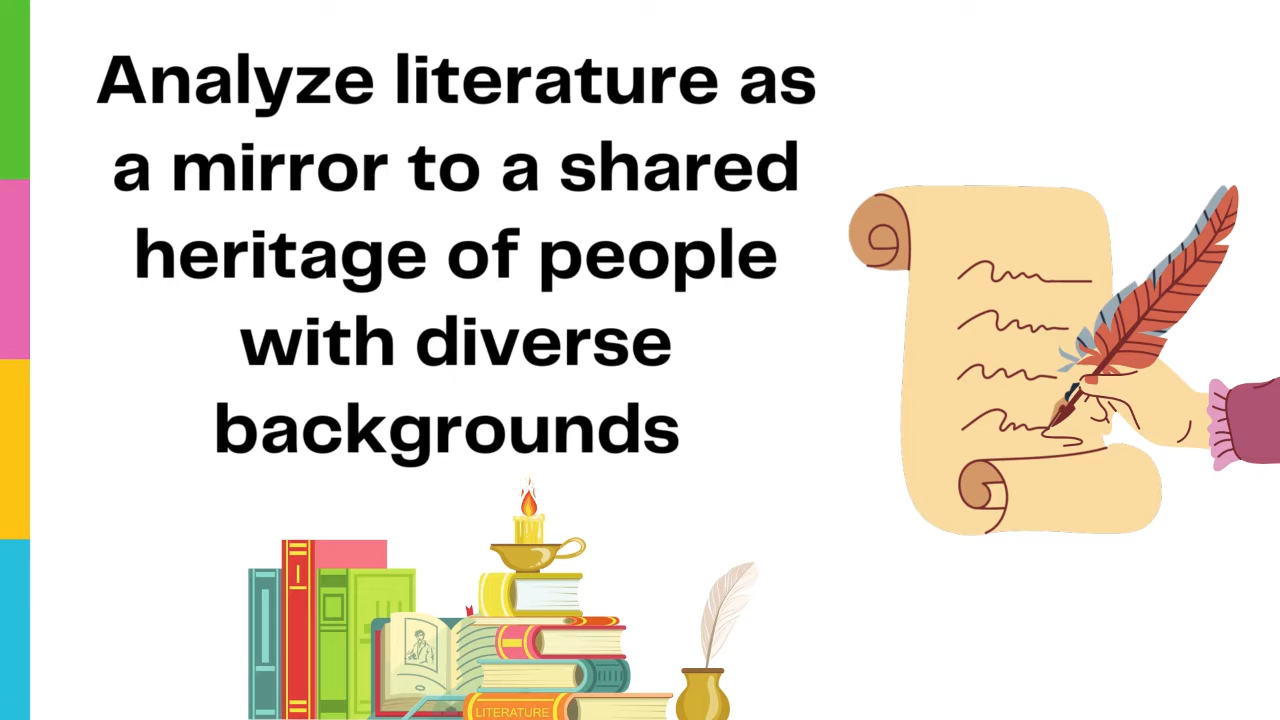 Analyze literature as
a mirror to a shared
heritage of people
with diverse
backgrounds
LITERATURE